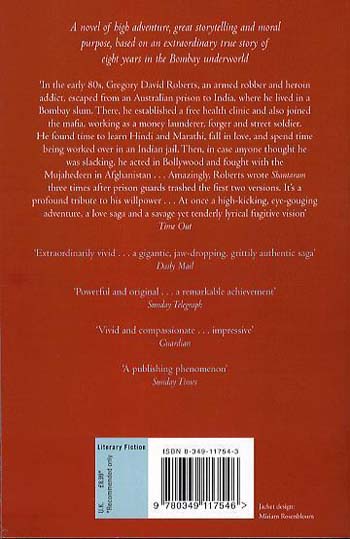 A novel of high adventure, great storytelling and moral
purpose, based on an extraordinary true story of
eight years in the Bombay underworld
'In the early 80s, Gregory David Roberts, an armed robber and heroin
addict, escaped from an Australian prison to India, where he lived in a
Bombay slum. There, he established a free health clinic and also joined
the mafia, working as a money launderer, forger and street soldier.
He found time to learn Hindi and Marathi, fall in love, and spend time
being worked over in an Indian jail. Then, in case anyone thought he
was slacking, he acted in Bollywood and fought with the
Mujahedeen in Afghanistan . . . Amazingly, Roberts wrote Shantaram
three times after prison guards trashed the first two versions. It's a
profound tribute to his willpower . . . At once a high-kicking, eye-gouging
adventure, a love saga and a savage yet tenderly lyrical fugitive vision'
Time Out
'Extraordinarily vivid . . . a gigantic, jaw-dropping, grittily authentic saga'
Daily Mail
'Powerful and original . . . a remarkable achievement'
Sunday Telegraph
'Vivid and compassionate . . . impressive'
Guardian
'A publishing phenomenon'
Sunday Times
Literary Fiction
U.K. £8.99*
*Recommended only
ISBN 0-349-11754-3
9 780349 117546 >
Jacket design:
Miriam Rosenbloom